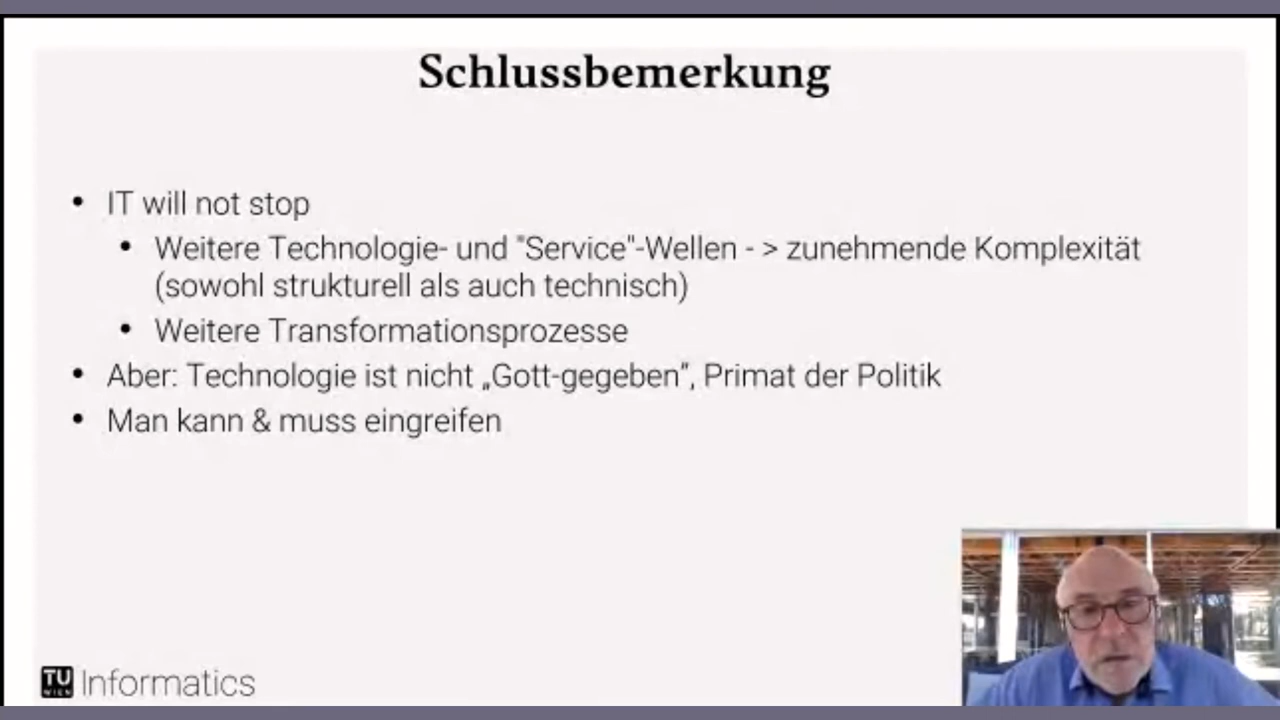 Schlussbemerkung
• IT will not stop
• Weitere Technologie- und "Service"-Wellen - > zunehmende Komplexität
(sowohl strukturell als auch technisch)
• Weitere Transformationsprozesse
• Aber: Technologie ist nicht „Gott-gegeben”, Primat der Politik
• Man kann & muss eingreifen
TU
WIEN
Informatics